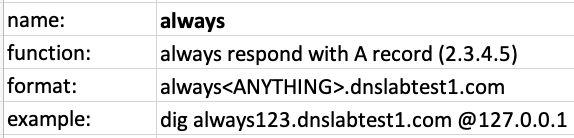 name: always
function: always respond with A record (2.3.4.5)
format: always<ANYTHING>.dnslabtest1.com
example: dig always123.dnslabtest1.com @127.0.0.1